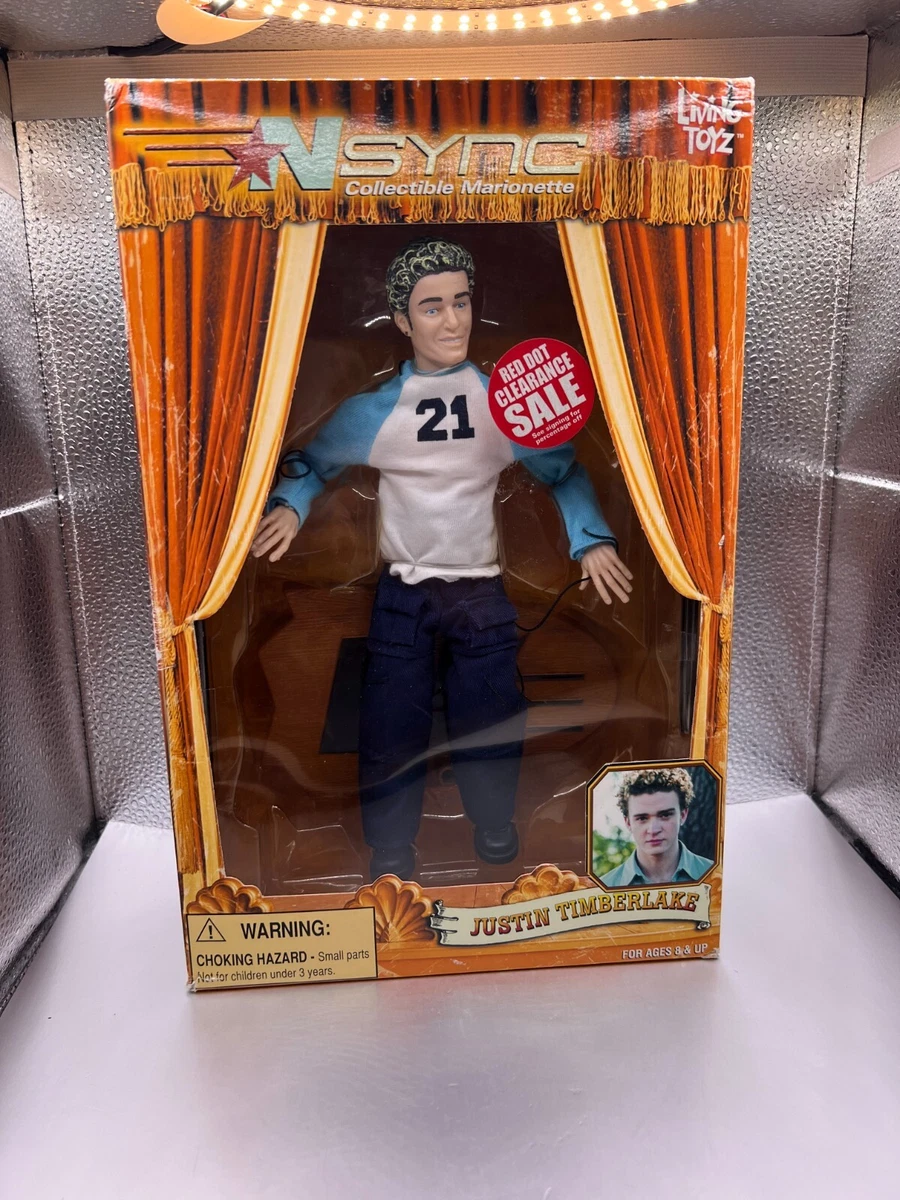 LIVING
TOYZ™
NSYNC
Collectible Marionette
RED DOT
CLEARANCE
SALE
See signing for
percentage off
21
JUSTIN TIMBERLAKE
WARNING:
CHOKING HAZARD - Small parts
Not for children under 3 years.
FOR AGES 8 & UP